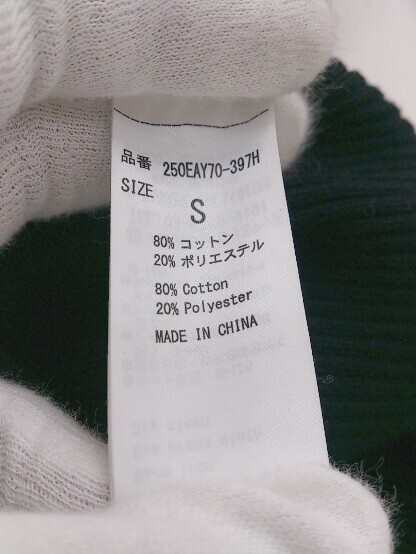 品番 250EAY70-397H
SIZE
S
80% コットン
20% ポリエステル
80% Cotton
20% Polyester
MADE IN CHINA